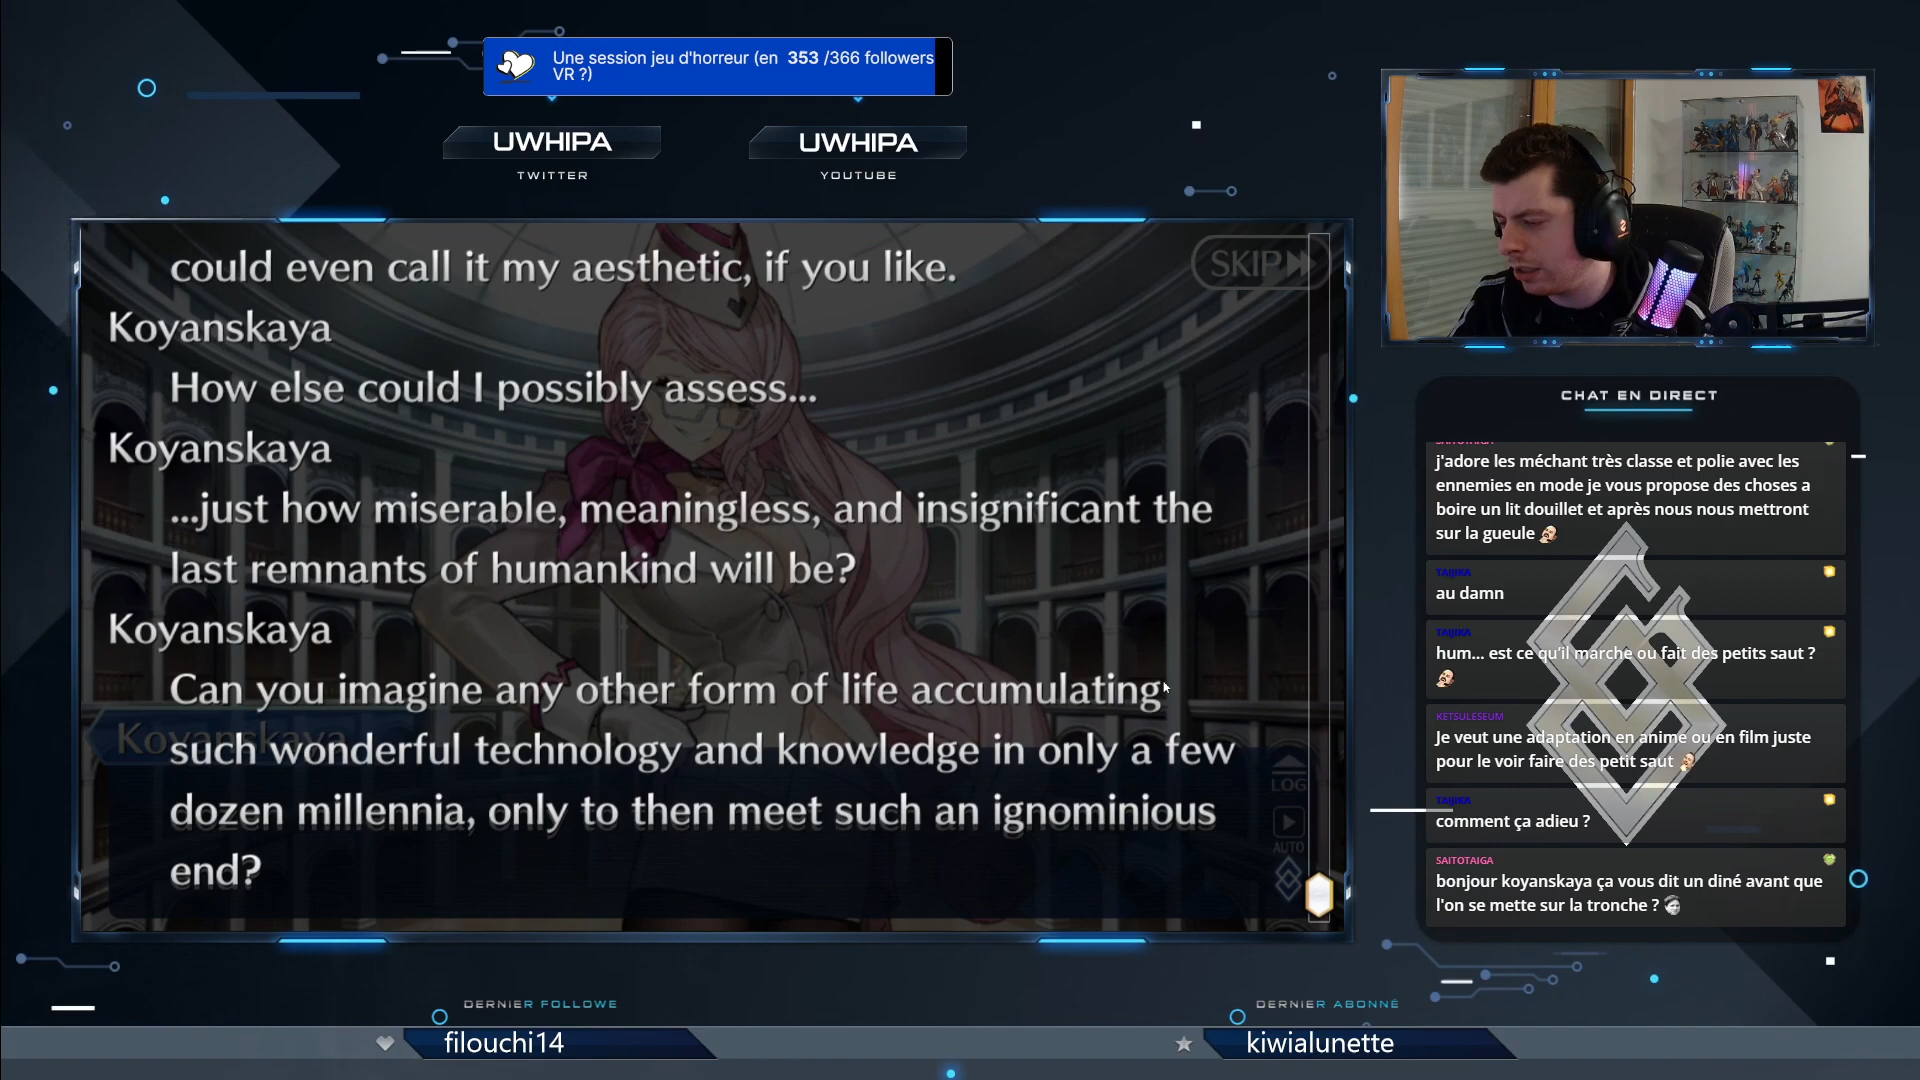 Une session jeu d'horreur (en 353 /366 followers
VR ?)
UWHIPA
TWITTER
UWHIPA
YOUTUBE
SKIP
could even call it my aesthetic, if you like.
Koyanskaya
How else could I possibly assess...
Koyanskaya
...just how miserable, meaningless, and insignificant the
last remnants of humankind will be?
Koyanskaya
Can you imagine any other form of life accumulating
such wonderful technology and knowledge in only a few
dozen millennia, only to then meet such an ignominious
end?
Koyanskaya
LOG
AUTO
CHAT EN DIRECT
SAITOTAIGA
j'adore les méchant très classe et polie avec les
ennemies en mode je vous propose des choses a
boire un lit douillet et après nous nous mettront
sur la gueule
TAIJIKA
au damn
TAIJIKA
hum... est ce qu'il marche ou fait des petits saut ?
KETSULESEUM
Je veut une adaptation en anime ou en film juste
pour le voir faire des petit saut
TAIJIKA
comment ça adieu ?
SAITOTAIGA
bonjour koyanskaya ça vous dit un diné avant que
l'on se mette sur la tronche ?
DERNIER FOLLOWE
filouchi14
DERNIER ABONNÉ
kiwialunette